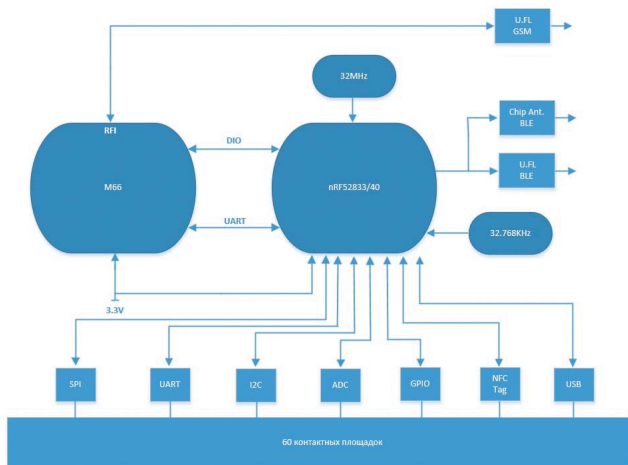 U.FL
GSM
32MHz
Chip Ant.
BLE
RFI
DIO
M66
nRF52833/40
U.FL
BLE
UART
32.768KHz
3.3V
SPI
UART
I2C
ADC
GPIO
NFC
Tag
USB
60 контактных площадок